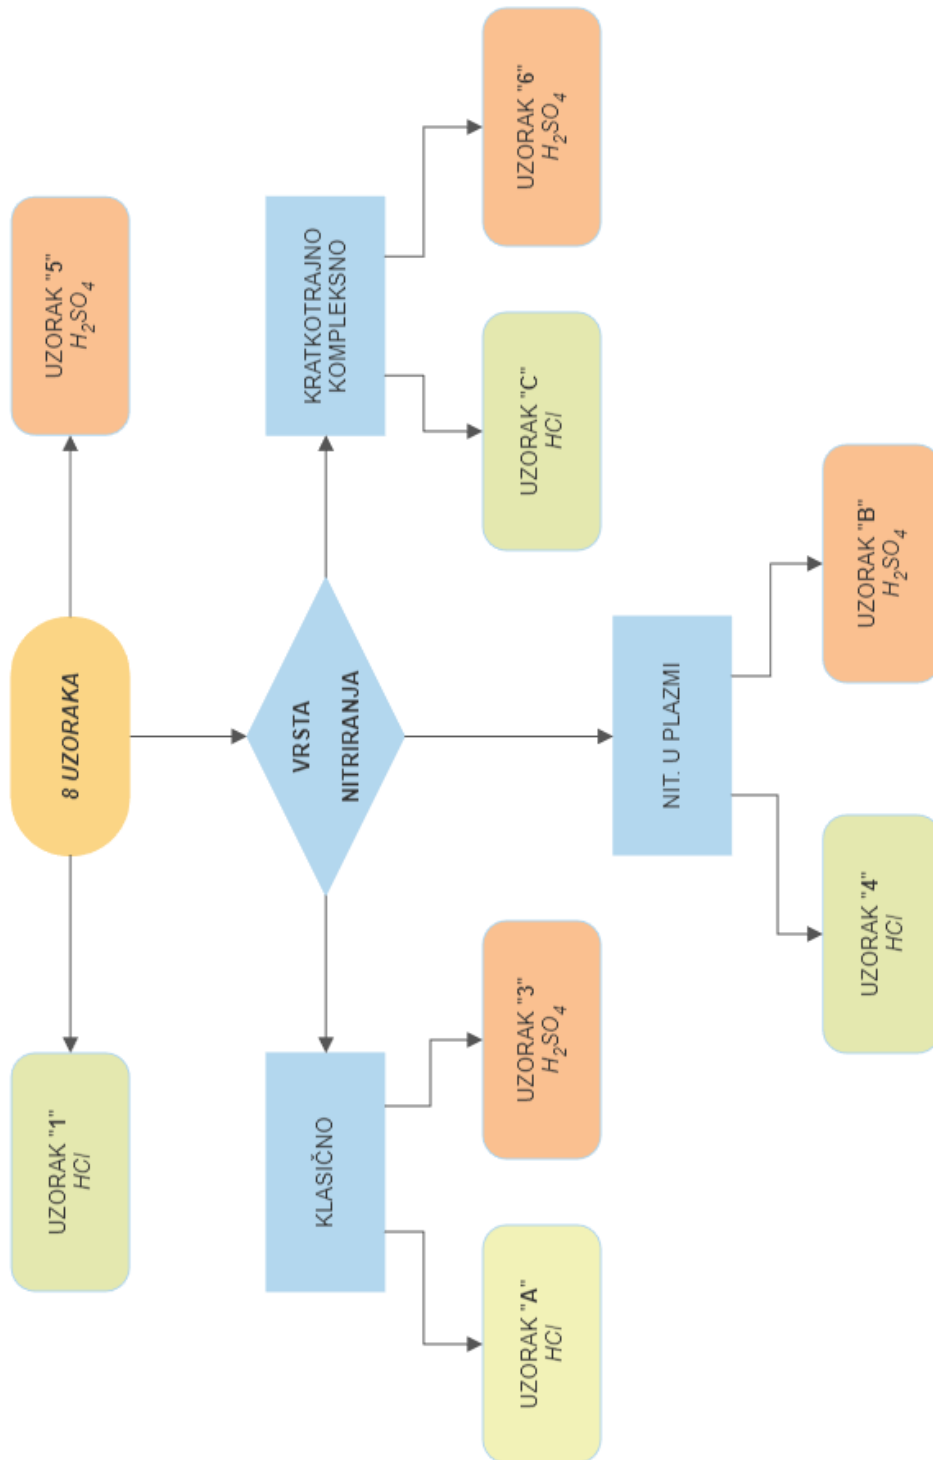 UZORAK "1"
HCl
8 UZORAKA
UZORAK "5"
H₂SO₄
KLASIČNO
VRSTA
NITRIRANJA
KRATKOTRAJNO
KOMPLEKSNO
UZORAK "A"
HCl
UZORAK "3"
H₂SO₄
UZORAK "C"
HCl
UZORAK "6"
H₂SO₄
NIT. U PLAZMI
UZORAK "4"
HCl
UZORAK "B"
H₂SO₄